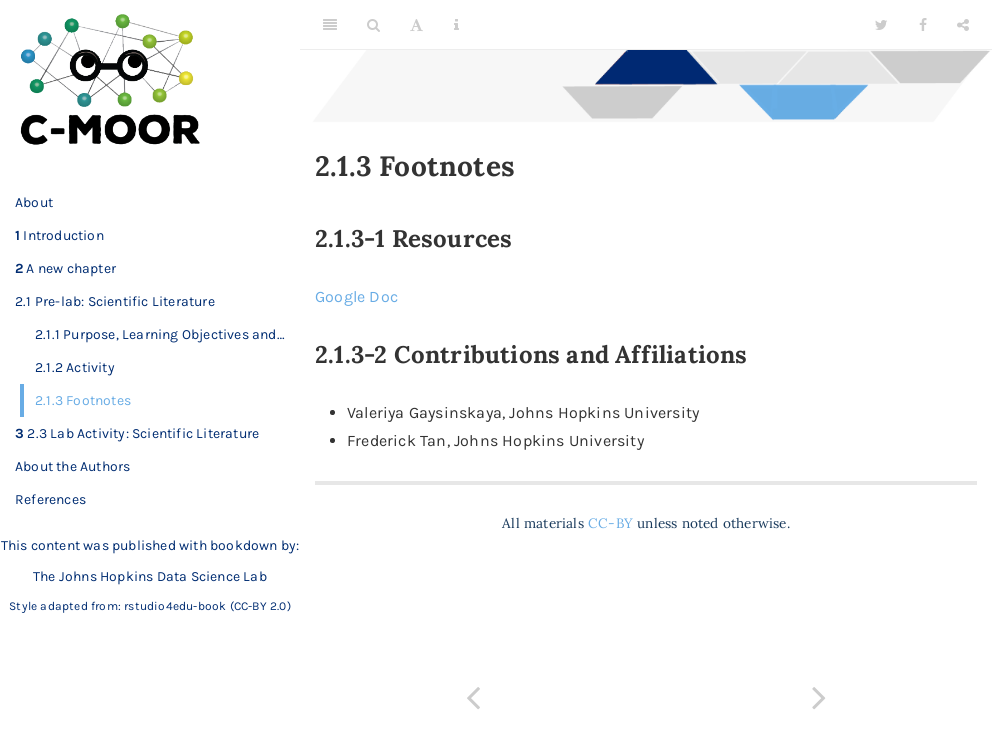 C-MOOR
About
1 Introduction
2 A new chapter
2.1 Pre-lab: Scientific Literature
2.1.1 Purpose, Learning Objectives and…
2.1.2 Activity
2.1.3 Footnotes
3 2.3 Lab Activity: Scientific Literature
About the Authors
References
This content was published with bookdown by:
The Johns Hopkins Data Science Lab
Style adapted from: rstudio4edu-book (CC-BY 2.0)
A
2.1.3 Footnotes
2.1.3-1 Resources
Google Doc
2.1.3-2 Contributions and Affiliations
• Valeriya Gaysinskaya, Johns Hopkins University
• Frederick Tan, Johns Hopkins University
All materials CC-BY unless noted otherwise.